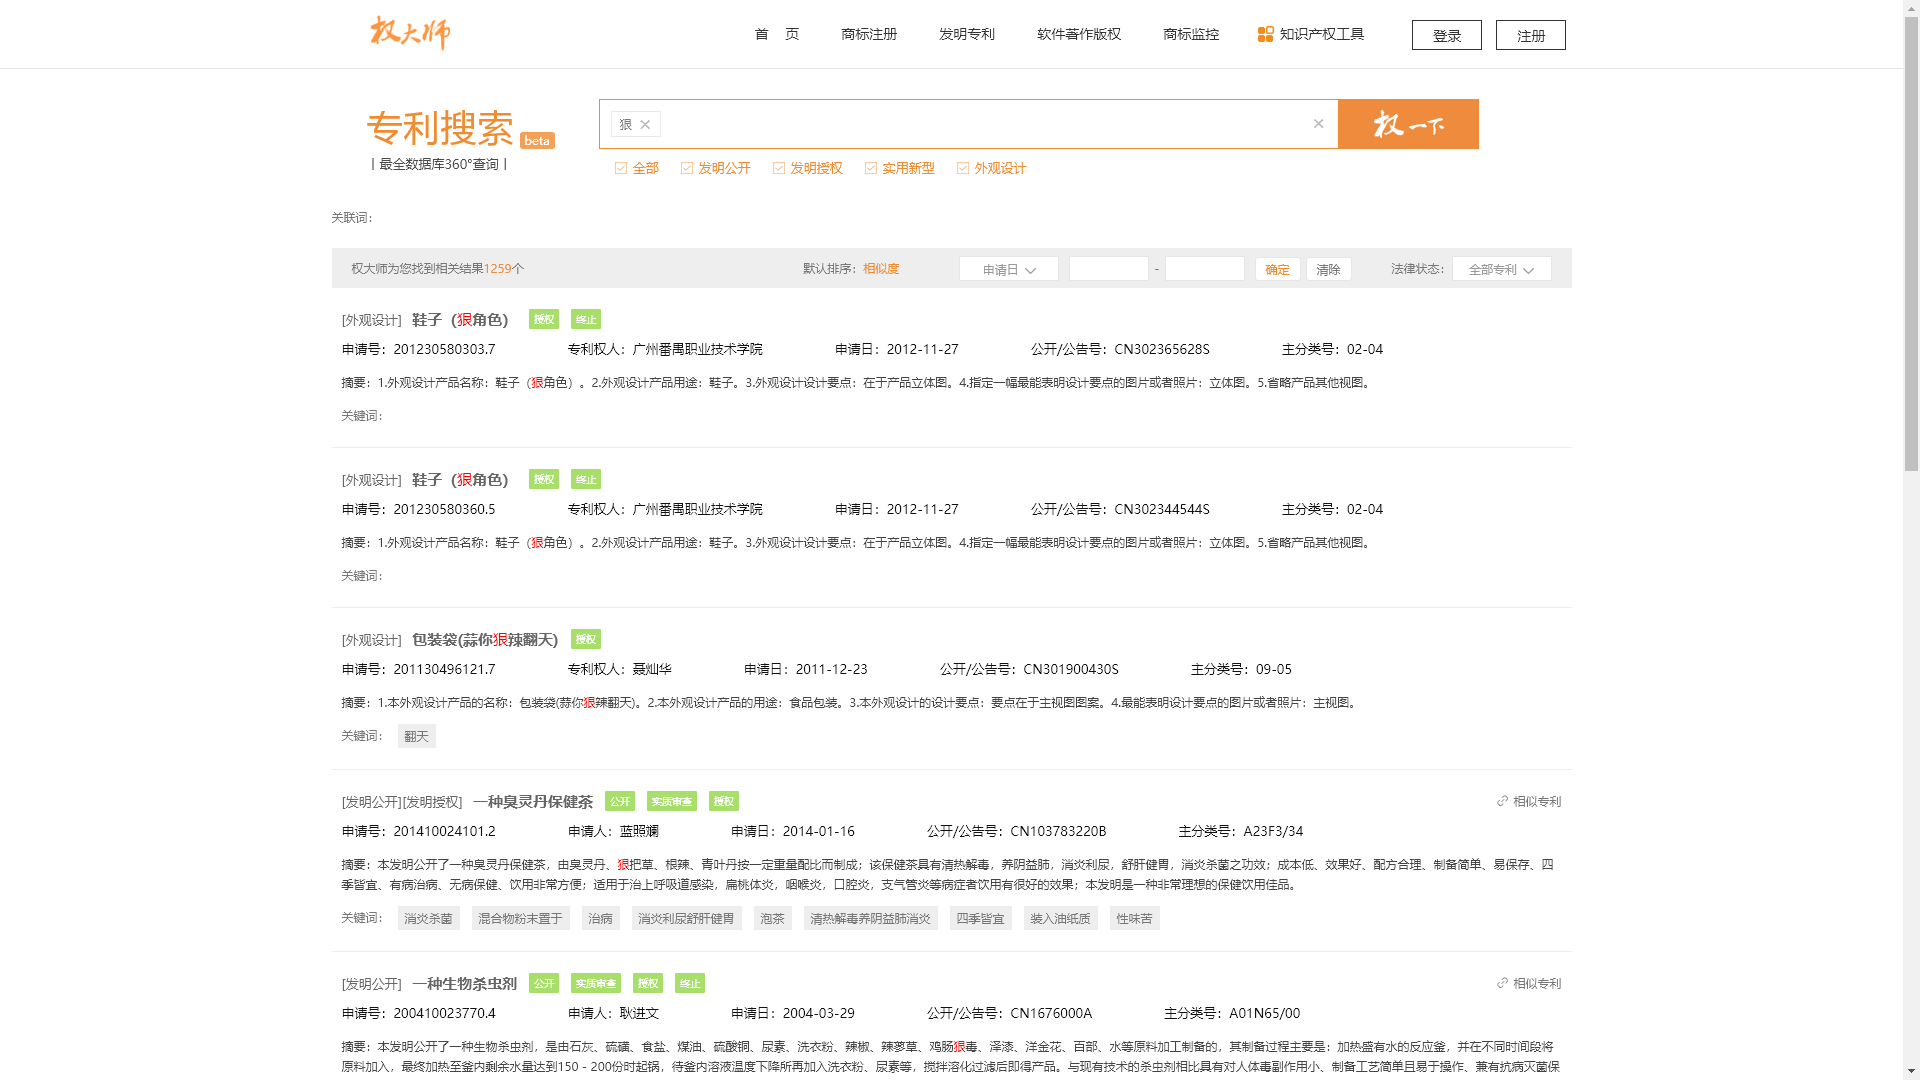 权大师
首 页 商标注册 发明专利 软件著作版权 商标监控 知识产权工具 登录 注册
专利搜索 beta
丨最全数据库360°查询丨
狠
权一下
全部 发明公开 发明授权 实用新型 外观设计
关联词:
权大师为您找到相关结果1259个 默认排序: 相似度 申请日 - 确定 清除 法律状态: 全部专利
[外观设计] 鞋子（狠角色） 授权 终止
申请号: 201230580303.7 专利权人: 广州番禺职业技术学院 申请日: 2012-11-27 公开/公告号: CN302365628S 主分类号: 02-04
摘要: 1.外观设计产品名称：鞋子（狠角色）。2.外观设计产品用途：鞋子。3.外观设计设计要点：在于产品立体图。4.指定一幅最能表明设计要点的图片或者照片：立体图。5.省略产品其他视图。
关键词:
[外观设计] 鞋子（狠角色） 授权 终止
申请号: 201230580360.5 专利权人: 广州番禺职业技术学院 申请日: 2012-11-27 公开/公告号: CN302344544S 主分类号: 02-04
摘要: 1.外观设计产品名称：鞋子（狠角色）。2.外观设计产品用途：鞋子。3.外观设计设计要点：在于产品立体图。4.指定一幅最能表明设计要点的图片或者照片：立体图。5.省略产品其他视图。
关键词:
[外观设计] 包装袋(蒜你狠辣翻天) 授权
申请号: 201130496121.7 专利权人: 聂灿华 申请日: 2011-12-23 公开/公告号: CN301900430S 主分类号: 09-05
摘要: 1.本外观设计产品的名称：包装袋(蒜你狠辣翻天)。2.本外观设计产品的用途：食品包装。3.本外观设计的设计要点：要点在于主视图图案。4.最能表明设计要点的图片或者照片：主视图。
关键词: 翻天
[发明公开][发明授权] 一种臭灵丹保健茶 公开 实质审查 授权 相似专利
申请号: 201410024101.2 申请人: 蓝照斓 申请日: 2014-01-16 公开/公告号: CN103783220B 主分类号: A23F3/34
摘要: 本发明公开了一种臭灵丹保健茶，由臭灵丹、狠把草、根辣、青叶丹按一定重量配比而制成；该保健茶具有清热解毒，养阴益肺，消炎利尿，舒肝健胃，消炎杀菌之功效；成本低、效果好、配方合理、制备简单、易保存、四
季皆宜、有病治病、无病保健、饮用非常方便；适用于治上呼吸道感染，扁桃体炎，咽喉炎，口腔炎，支气管炎等病症者饮用有很好的效果；本发明是一种非常理想的保健饮用佳品。
关键词: 消炎杀菌 混合物粉末置于 治病 消炎利尿舒肝健胃 泡茶 清热解毒养阴益肺消炎 四季皆宜 装入油纸质 性味苦
[发明公开] 一种生物杀虫剂 公开 实质审查 授权 终止 相似专利
申请号: 200410023770.4 申请人: 耿进文 申请日: 2004-03-29 公开/公告号: CN1676000A 主分类号: A01N65/00
摘要: 本发明公开了一种生物杀虫剂，是由石灰、硫磺、食盐、煤油、硫酸铜、尿素、洗衣粉、辣椒、辣蓼草、鸡肠狠毒、泽漆、洋金花、百部、水等原料加工制备的，其制备过程主要是：加热盛有水的反应釜，并在不同时间段将
原料加入，最终加热至釜内剩余水量达到150－200份时起锅，待釜内溶液温度下降所再加入洗衣粉、尿素等，搅拌溶化过滤后即得产品。与现有技术的杀虫剂相比具有对人体毒副作用小、制备工艺简单且易于操作、兼有抗病灭菌保